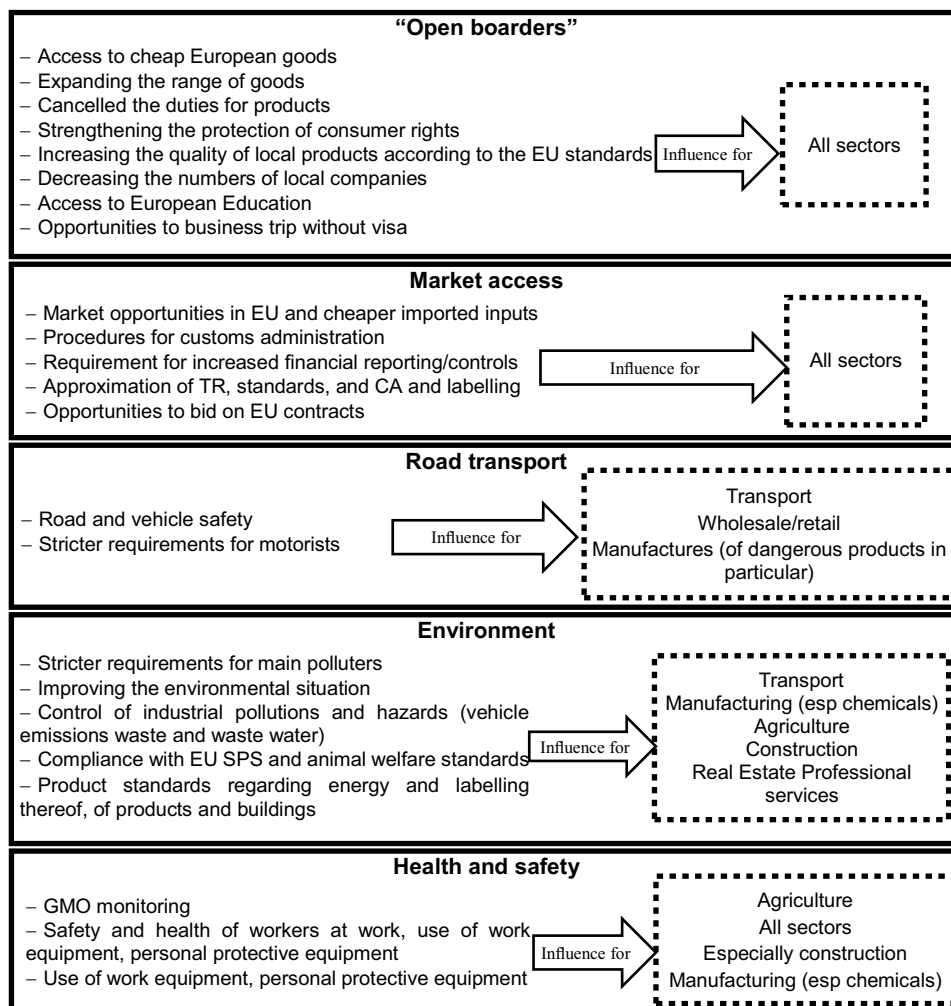 “Open boarders”
– Access to cheap European goods
– Expanding the range of goods
– Cancelled the duties for products
– Strengthening the protection of consumer rights
– Increasing the quality of local products according to the EU standards
– Decreasing the numbers of local companies
– Access to European Education
– Opportunities to business trip without visa
Influence for
All sectors
Market access
– Market opportunities in EU and cheaper imported inputs
– Procedures for customs administration
– Requirement for increased financial reporting/controls
– Approximation of TR, standards, and CA and labelling
– Opportunities to bid on EU contracts
Influence for
All sectors
Road transport
– Road and vehicle safety
– Stricter requirements for motorists
Influence for
Transport
Wholesale/retail
Manufactures (of dangerous products in
particular)
Environment
– Stricter requirements for main polluters
– Improving the environmental situation
– Control of industrial pollutions and hazards (vehicle
emissions waste and waste water)
– Compliance with EU SPS and animal welfare standards
– Product standards regarding energy and labelling
thereof, of products and buildings
Influence for
Transport
Manufacturing (esp chemicals)
Agriculture
Construction
Real Estate Professional
services
Health and safety
– GMO monitoring
– Safety and health of workers at work, use of work
equipment, personal protective equipment
– Use of work equipment, personal protective equipment
Influence for
Agriculture
All sectors
Especially construction
Manufacturing (esp chemicals)